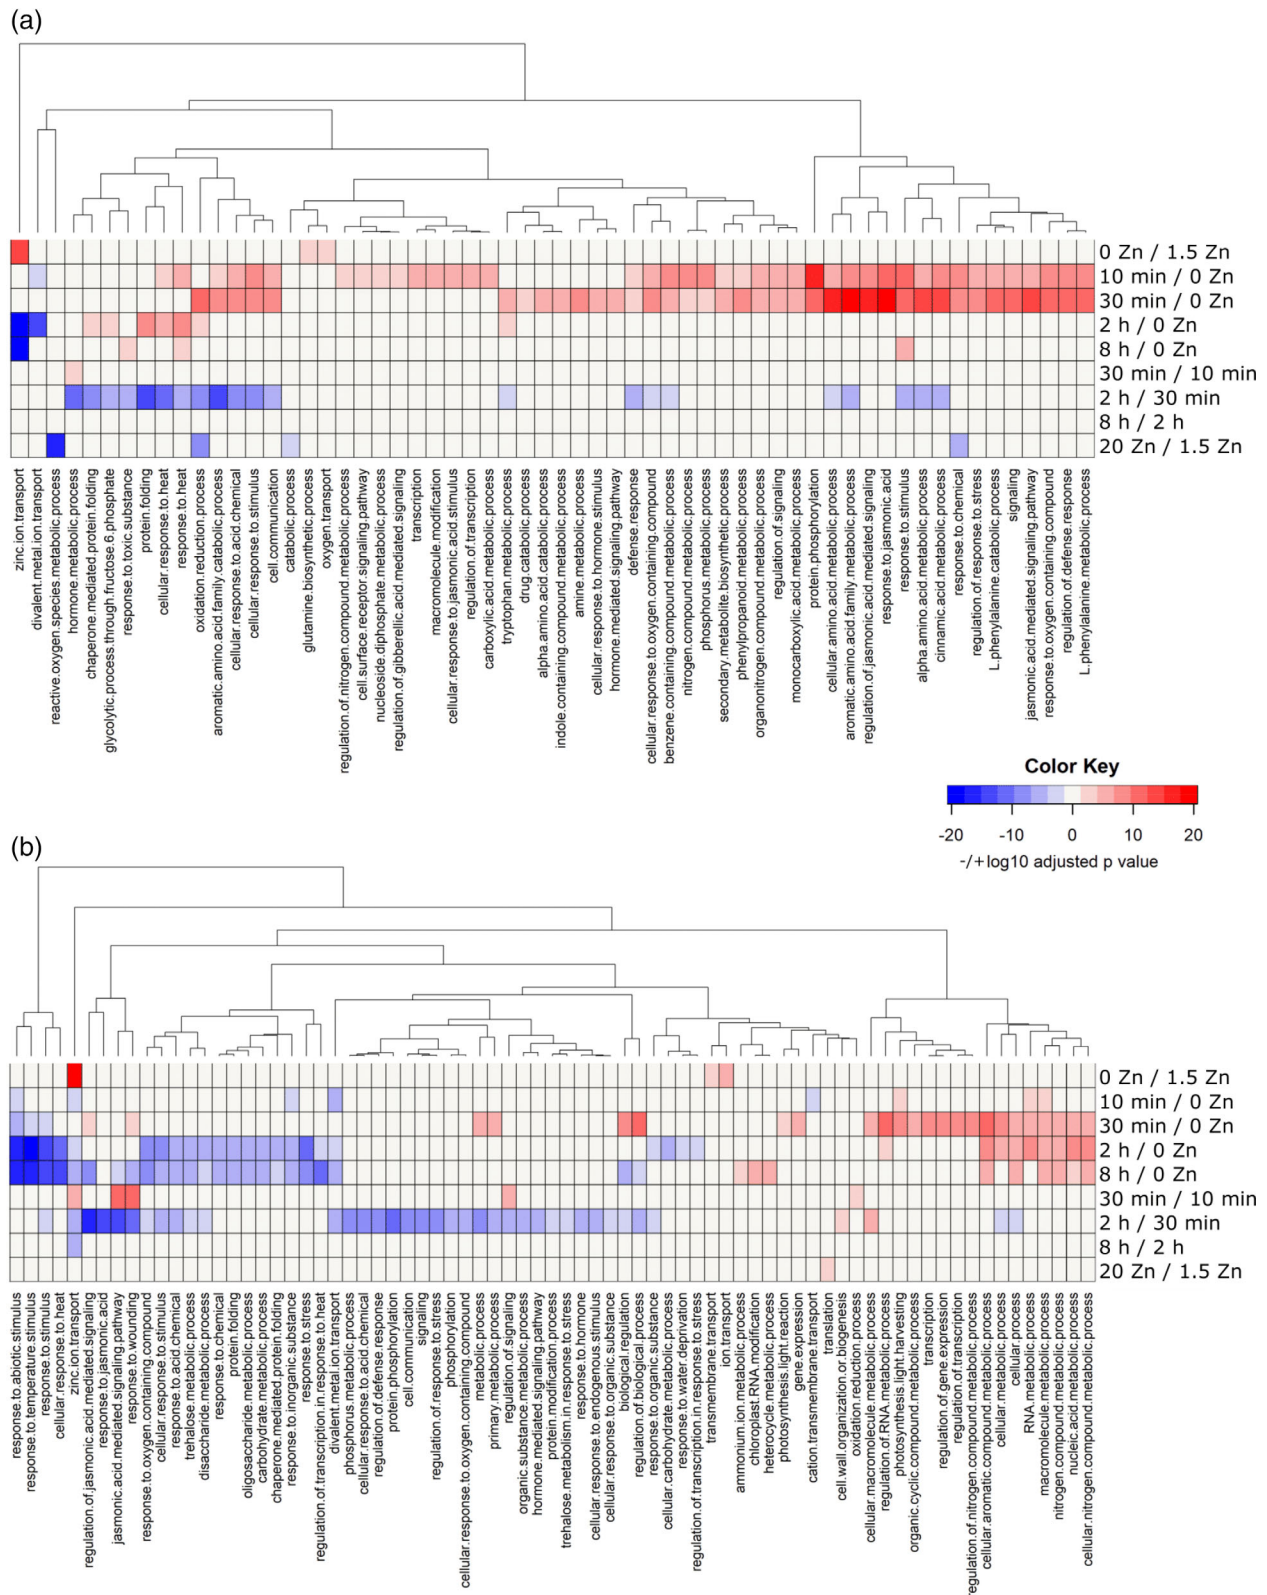 (a)
0 Zn / 1.5 Zn
10 min / 0 Zn
30 min / 0 Zn
2 h / 0 Zn
8 h / 0 Zn
30 min / 10 min
2 h / 30 min
8 h / 2 h
20 Zn / 1.5 Zn
zinc.ion.transport
divalent.metal.ion.transport
reactive.oxygen.species.metabolic.process
hormone.metabolic.process
chaperone.mediated.protein.folding
glycolytic.process.through.fructose.6.phosphate
response.to.toxic.substance
protein.folding
cellular.response.to.heat
response.to.heat
oxidation.reduction.process
aromatic.amino.acid.family.catabolic.process
cellular.response.to.acid.chemical
cellular.response.to.stimulus
cell.communication
catabolic.process
glutamine.biosynthetic.process
oxygen.transport
regulation.of.nitrogen.compound.metabolic.process
cell.surface.receptor.signaling.pathway
nucleoside.diphosphate.metabolic.process
regulation.of.gibberellic.acid.mediated.signaling
transcription
macromolecule.modification
cellular.response.to.jasmonic.acid.stimulus
regulation.of.transcription
carboxylic.acid.metabolic.process
tryptophan.metabolic.process
drug.catabolic.process
alpha.amino.acid.catabolic.process
indole.containing.compound.metabolic.process
amine.metabolic.process
cellular.response.to.hormone.stimulus
hormone.mediated.signaling.pathway
defense.response
cellular.response.to.oxygen.containing.compound
benzene.containing.compound.metabolic.process
nitrogen.compound.metabolic.process
phosphorus.metabolic.process
secondary.metabolite.biosynthetic.process
phenylpropanoid.metabolic.process
organonitrogen.compound.metabolic.process
regulation.of.signaling
monocarboxylic.acid.metabolic.process
protein.phosphorylation
cellular.amino.acid.metabolic.process
aromatic.amino.acid.family.metabolic.process
regulation.of.jasmonic.acid.mediated.signaling
response.to.jasmonic.acid
response.to.stimulus
alpha.amino.acid.metabolic.process
cinnamic.acid.metabolic.process
response.to.chemical
regulation.of.response.to.stress
L.phenylalanine.catabolic.process
signaling
jasmonic.acid.mediated.signaling.pathway
response.to.oxygen.containing.compound
regulation.of.defense.response
L.phenylalanine.metabolic.process
Color Key
-20 -10 0 10 20
-/+log10 adjusted p value
(b)
0 Zn / 1.5 Zn
10 min / 0 Zn
30 min / 0 Zn
2 h / 0 Zn
8 h / 0 Zn
30 min / 10 min
2 h / 30 min
8 h / 2 h
20 Zn / 1.5 Zn
response.to.abiotic.stimulus
response.to.temperature.stimulus
response.to.stimulus
cellular.response.to.heat
zinc.ion.transport
regulation.of.jasmonic.acid.mediated.signaling
response.to.jasmonic.acid
jasmonic.acid.mediated.signaling.pathway
response.to.wounding
response.to.oxygen.containing.compound
cellular.response.to.stimulus
response.to.acid.chemical
trehalose.metabolic.process
disaccharide.metabolic.process
response.to.chemical
protein.folding
oligosaccharide.metabolic.process
carbohydrate.metabolic.process
chaperone.mediated.protein.folding
response.to.inorganic.substance
response.to.stress
regulation.of.transcription.in.response.to.heat
divalent.metal.ion.transport
phosphorus.metabolic.process
cellular.response.to.acid.chemical
regulation.of.defense.response
protein.phosphorylation
cell.communication
signaling
regulation.of.response.to.stress
phosphorylation
cellular.response.to.oxygen.containing.compound
metabolic.process
primary.metabolic.process
regulation.of.signaling
organic.substance.metabolic.process
hormone.mediated.signaling.pathway
protein.modification.process
trehalose.metabolism.in.response.to.stress
response.to.hormone
cellular.response.to.endogenous.stimulus
cellular.response.to.organic.substance
biological.regulation
regulation.of.biological.process
response.to.organic.substance
cellular.carbohydrate.metabolic.process
response.to.water.deprivation
regulation.of.transcription.in.response.to.stress
transmembrane.transport
ion.transport
ammonium.ion.metabolic.process
chloroplast.RNA.modification
heterocycle.metabolic.process
photosynthesis.light.reaction
gene.expression
cation.transmembrane.transport
translation
cell.wall.organization.or.biogenesis
oxidation.reduction.process
cellular.macromolecule.metabolic.process
regulation.of.RNA.metabolic.process
photosynthesis.light.harvesting
organic.cyclic.compound.metabolic.process
transcription
regulation.of.gene.expression
regulation.of.transcription
regulation.of.nitrogen.compound.metabolic.process
cellular.aromatic.compound.metabolic.process
cellular.metabolic.process
cellular.process
RNA.metabolic.process
macromolecule.metabolic.process
nitrogen.compound.metabolic.process
nucleic.acid.metabolic.process
cellular.nitrogen.compound.metabolic.process